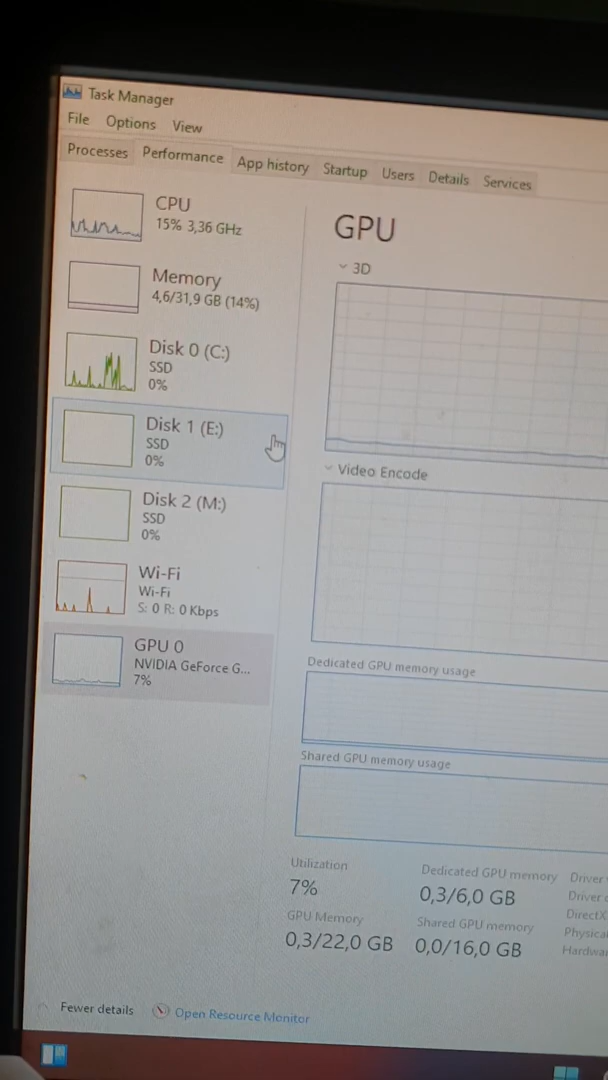 Task Manager
File Options View
Processes Performance App history Startup Users Details Services
CPU
15% 3,36 GHz
Memory
4,6/31,9 GB (14%)
Disk 0 (C:)
SSD
0%
Disk 1 (E:)
SSD
0%
Disk 2 (M:)
SSD
0%
Wi-Fi
Wi-Fi
S: 0 R: 0 Kbps
GPU 0
NVIDIA GeForce G...
7%
GPU
3D
Video Encode
Dedicated GPU memory usage
Shared GPU memory usage
Utilization
7%
Dedicated GPU memory
0,3/6,0 GB
GPU Memory
0,3/22,0 GB
Shared GPU memory
0,0/16,0 GB
Driver
Driver
DirectX
Fewer details
Open Resource Monitor